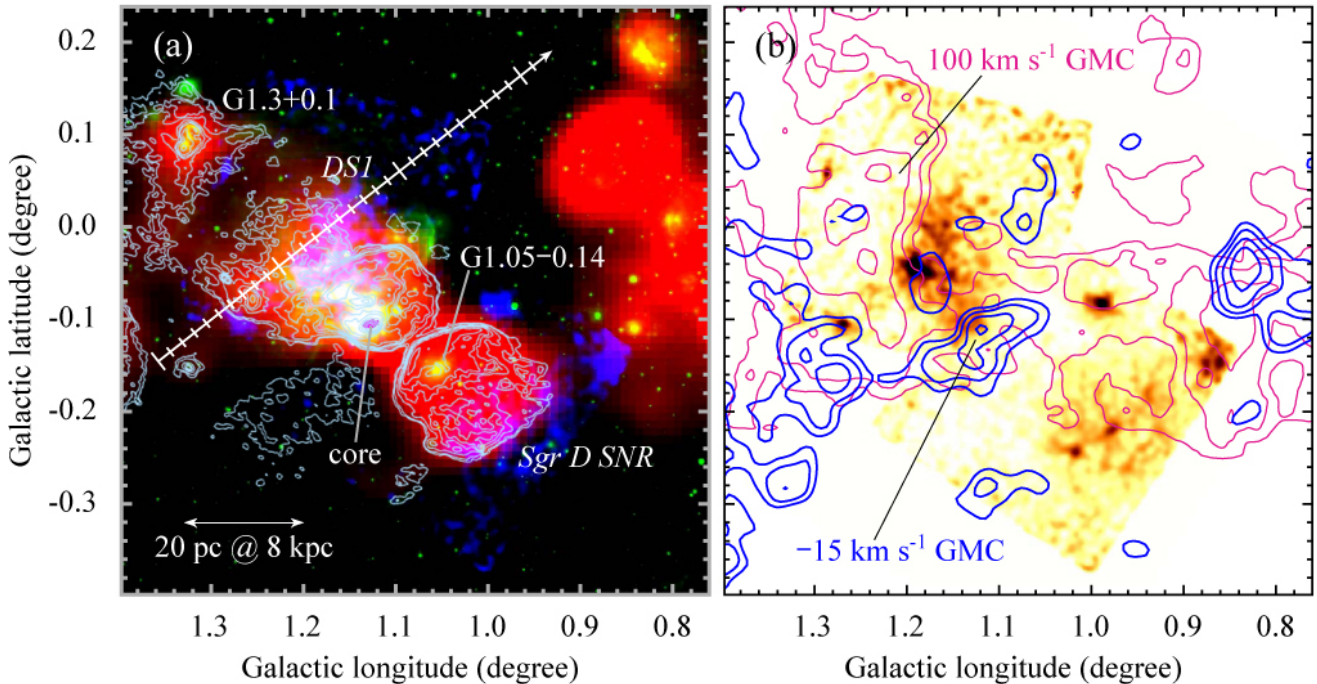 (a)
(b)
G1.3+0.1
100 km s⁻¹ GMC
DS1
G1.05−0.14
core
Sgr D SNR
20 pc @ 8 kpc
−15 km s⁻¹ GMC
Galactic latitude (degree)
0.2
0.1
0.0
-0.1
-0.2
-0.3
1.3 1.2 1.1 1.0 0.9 0.8
1.3 1.2 1.1 1.0 0.9 0.8
Galactic longitude (degree)
Galactic longitude (degree)